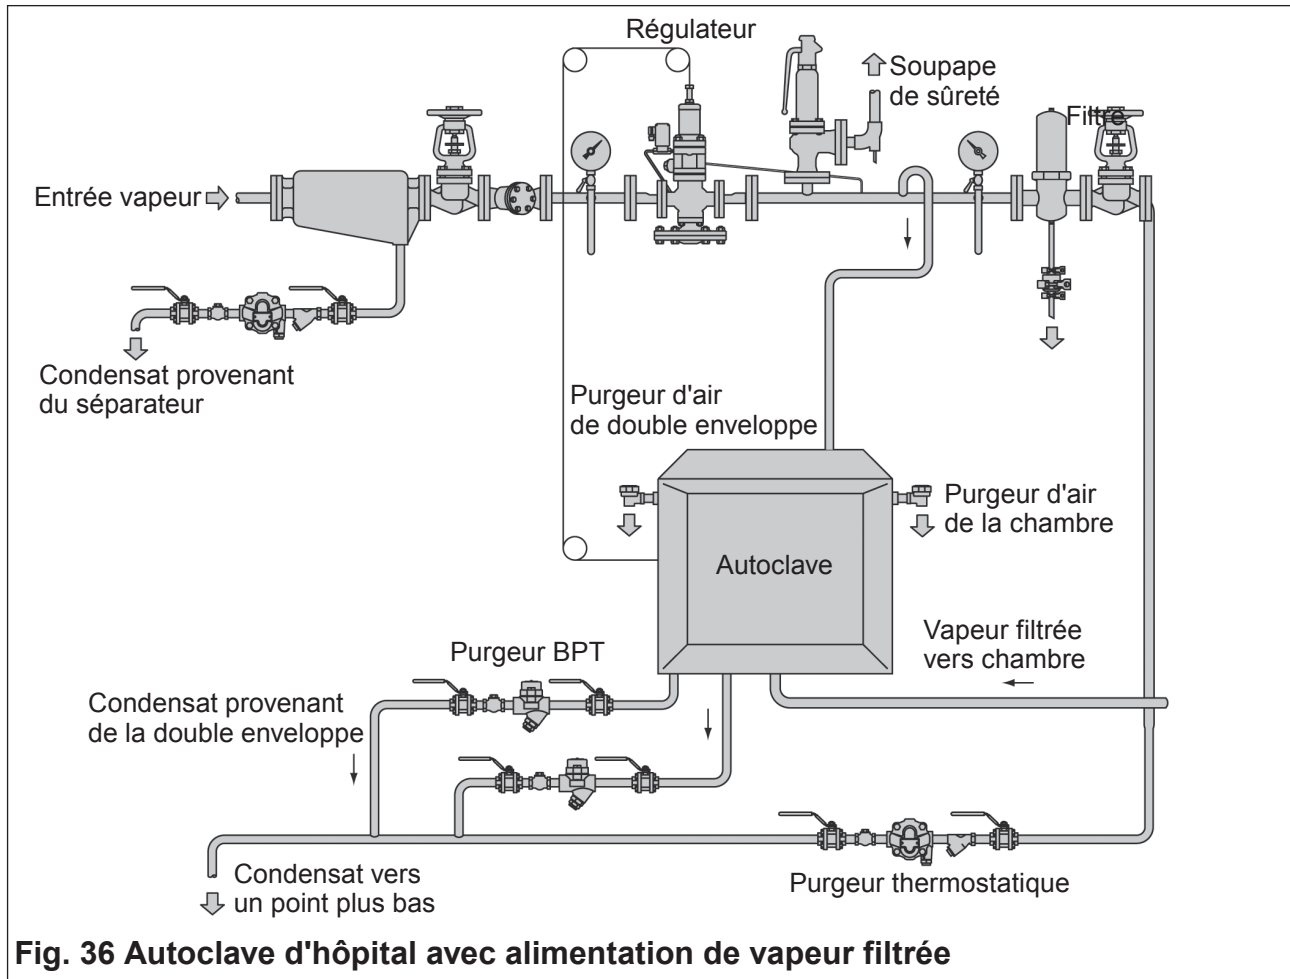 Régulateur
Soupape
de sûreté
Filtre
Entrée vapeur
Condensat provenant
du séparateur
Purgeur d'air
de double enveloppe
Purgeur d'air
de la chambre
Autoclave
Vapeur filtrée
vers chambre
Purgeur BPT
Condensat provenant
de la double enveloppe
Purgeur thermostatique
Condensat vers
un point plus bas
Fig. 36 Autoclave d'hôpital avec alimentation de vapeur filtrée